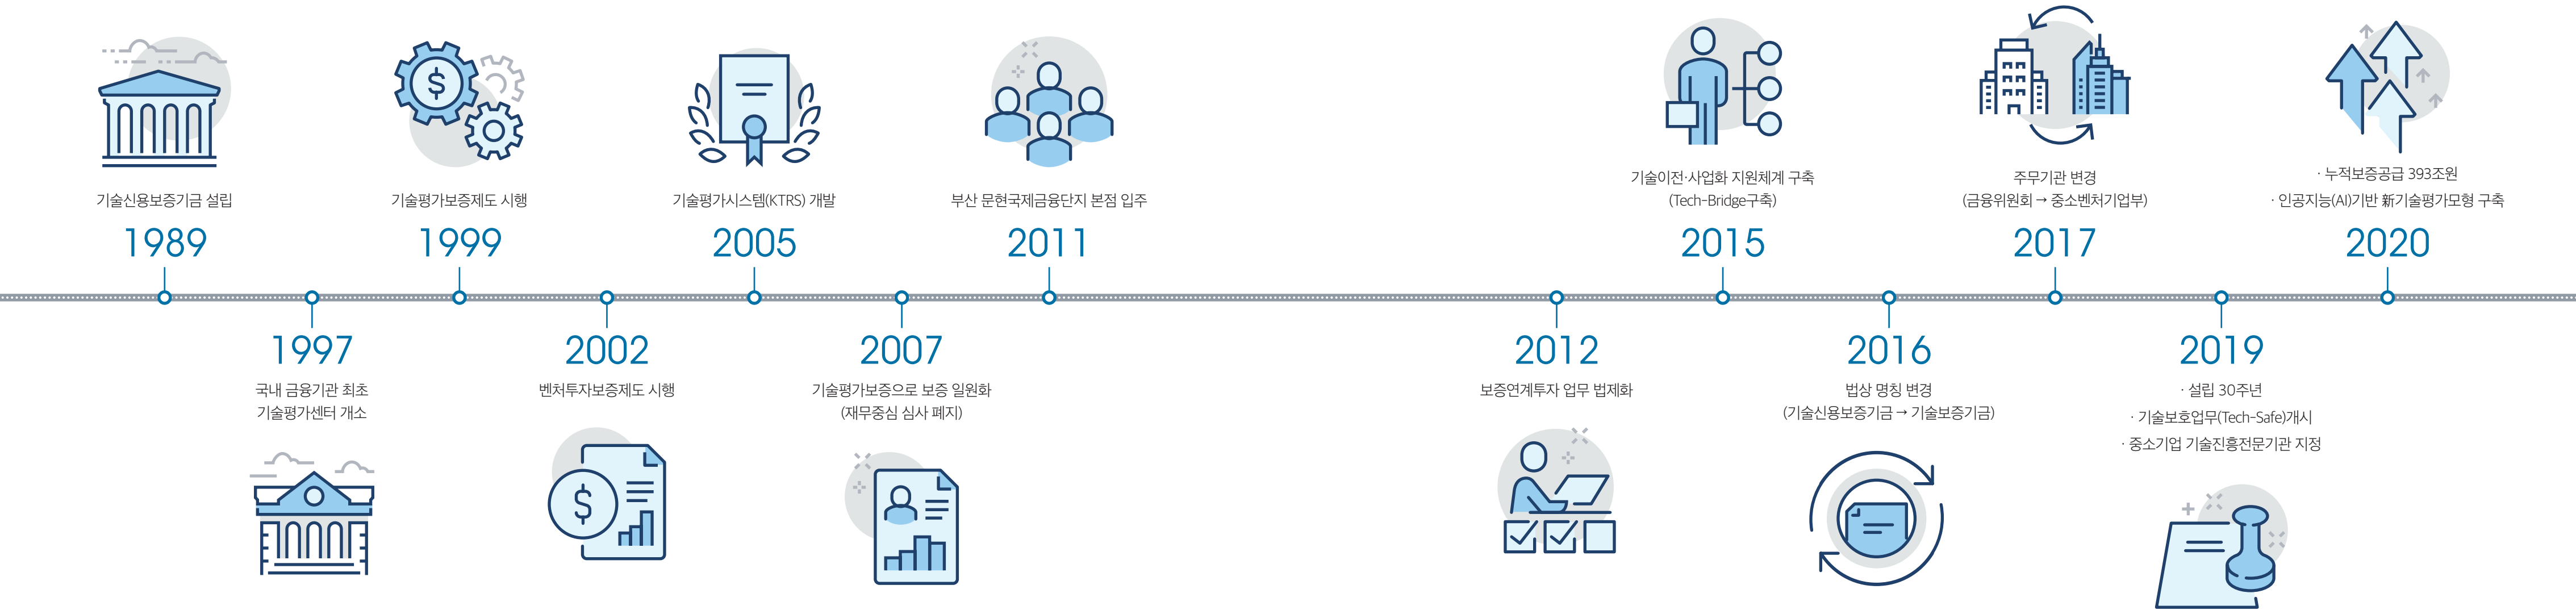 기술신용보증기금 설립
1989
1997
국내 금융기관 최초
기술평가센터 개소
기술평가보증제도 시행
1999
2002
벤처투자보증제도 시행
기술평가시스템(KTRS) 개발
2005
2007
기술평가보증으로 보증 일원화
(재무중심 심사 폐지)
부산 문현국제금융단지 본점 입주
2011
2012
보증연계투자 업무 법제화
기술이전·사업화 지원체계 구축
(Tech-Bridge구축)
2015
2016
법상 명칭 변경
(기술신용보증기금 → 기술보증기금)
주무기관 변경
(금융위원회 → 중소벤처기업부)
2017
2019
· 설립 30주년
· 기술보호업무(Tech-Safe)개시
· 중소기업 기술진흥전문기관 지정
· 누적보증공급 393조원
· 인공지능(AI)기반 新기술평가모형 구축
2020